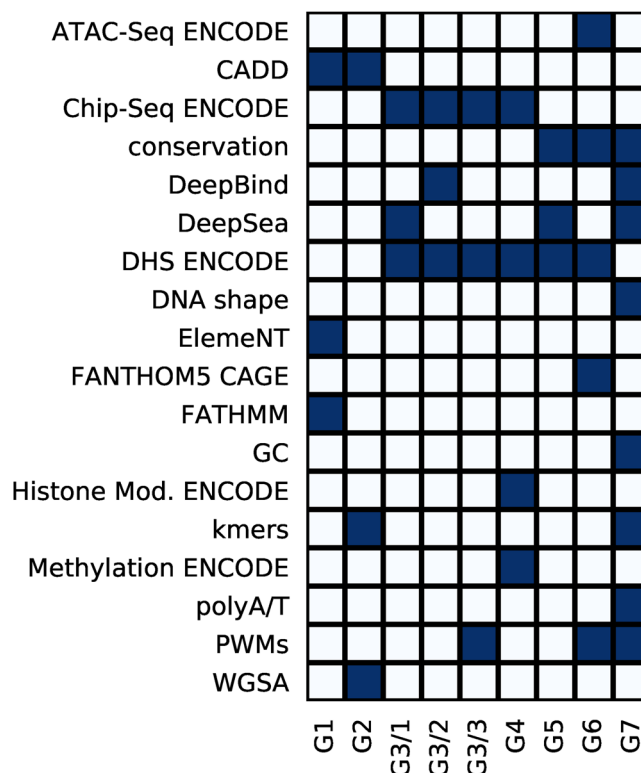 ATAC-Seq ENCODE
CADD
Chip-Seq ENCODE
conservation
DeepBind
DeepSea
DHS ENCODE
DNA shape
ElemeNT
FANTHOM5 CAGE
FATHMM
GC
Histone Mod. ENCODE
kmers
Methylation ENCODE
polyA/T
PWMs
WGSA
G1
G2
G3/1
G3/2
G3/3
G4
G5
G6
G7